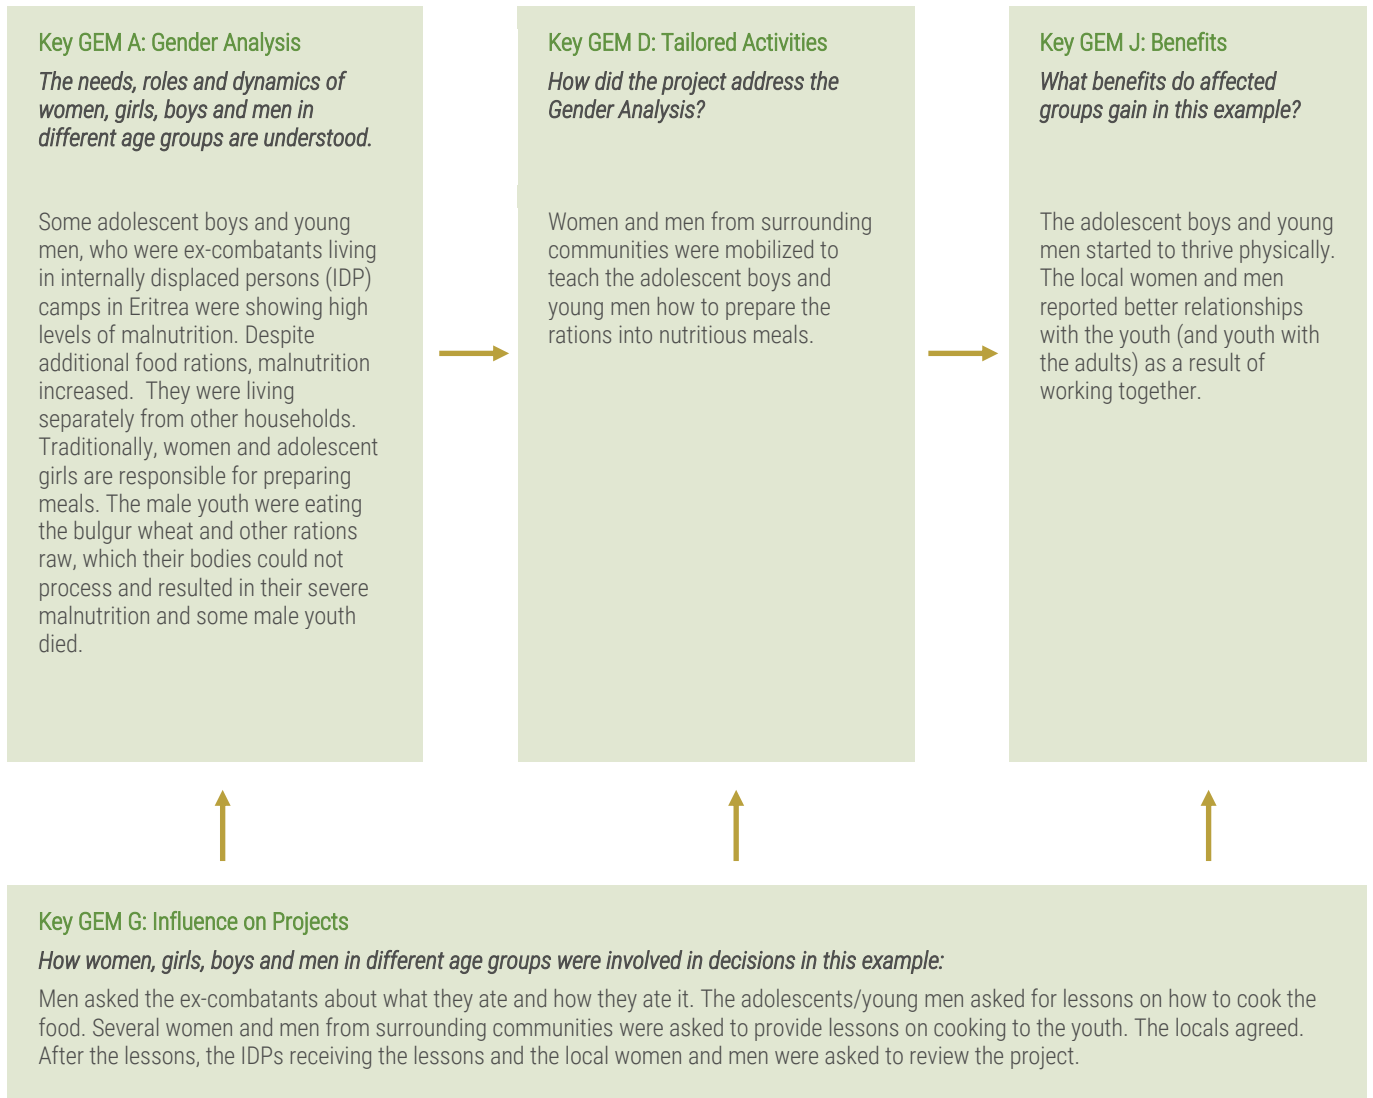 Key GEM A: Gender Analysis
The needs, roles and dynamics of
women, girls, boys and men in
different age groups are understood.
Some adolescent boys and young
men, who were ex-combatants living
in internally displaced persons (IDP)
camps in Eritrea were showing high
levels of malnutrition. Despite
additional food rations, malnutrition
increased.  They were living
separately from other households.
Traditionally, women and adolescent
girls are responsible for preparing
meals. The male youth were eating
the bulgur wheat and other rations
raw, which their bodies could not
process and resulted in their severe
malnutrition and some male youth
died.
Key GEM D: Tailored Activities
How did the project address the
Gender Analysis?
Women and men from surrounding
communities were mobilized to
teach the adolescent boys and
young men how to prepare the
rations into nutritious meals.
Key GEM J: Benefits
What benefits do affected
groups gain in this example?
The adolescent boys and young
men started to thrive physically.
The local women and men
reported better relationships
with the youth (and youth with
the adults) as a result of
working together.
Key GEM G: Influence on Projects
How women, girls, boys and men in different age groups were involved in decisions in this example:
Men asked the ex-combatants about what they ate and how they ate it. The adolescents/young men asked for lessons on how to cook the
food. Several women and men from surrounding communities were asked to provide lessons on cooking to the youth. The locals agreed.
After the lessons, the IDPs receiving the lessons and the local women and men were asked to review the project.